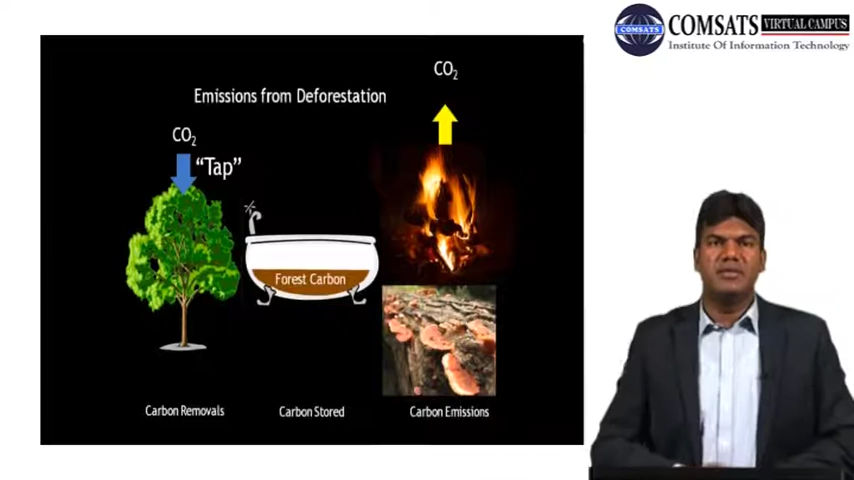 COMSATS
COMSATS VIRTUAL CAMPUS
Institute Of Information Technology
CO₂
Emissions from Deforestation
CO₂
“Tap”
Forest Carbon
Carbon Removals
Carbon Stored
Carbon Emissions